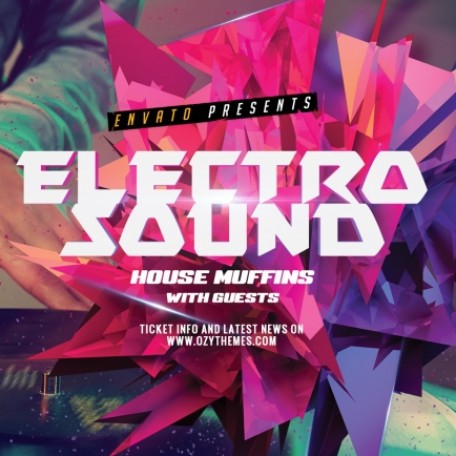 ENVATO PRESENTS
ELECTRO
SOUND
HOUSE MUFFINS
WITH GUESTS
TICKET INFO AND LATEST NEWS ON
WWW.OZYTHEMES.COM